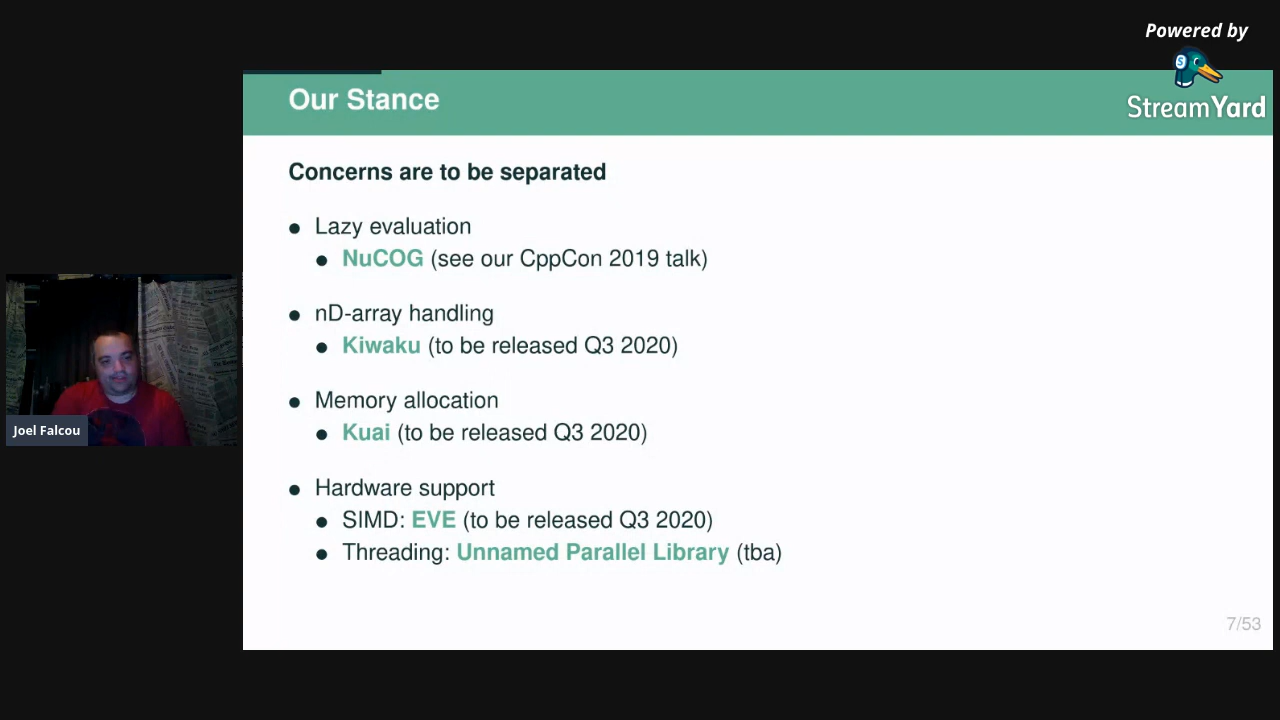 Powered by
StreamYard
Our Stance
Concerns are to be separated
• Lazy evaluation
• NuCOG (see our CppCon 2019 talk)
• nD-array handling
• Kiwaku (to be released Q3 2020)
• Memory allocation
• Kuai (to be released Q3 2020)
• Hardware support
• SIMD: EVE (to be released Q3 2020)
• Threading: Unnamed Parallel Library (tba)
Joel Falcou
7/53